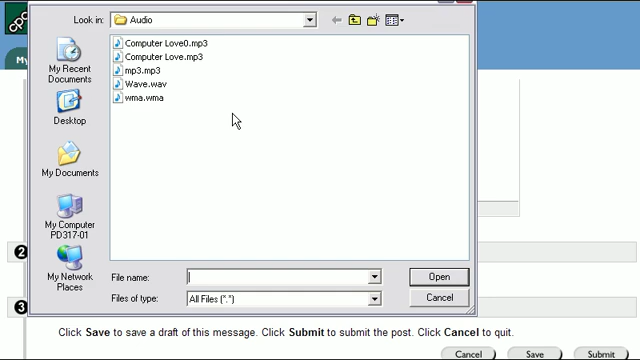 Look in: Audio
Computer Love0.mp3
Computer Love.mp3
mp3.mp3
Wave.wav
wma.wma
My Recent
Documents
Desktop
My Documents
My Computer
PD317-01
My Network
Places
File name:
Open
Files of type: All Files (*.*)
Cancel
My
2
3
Click Save to save a draft of this message. Click Submit to submit the post. Click Cancel to quit.
Cancel Save Submit